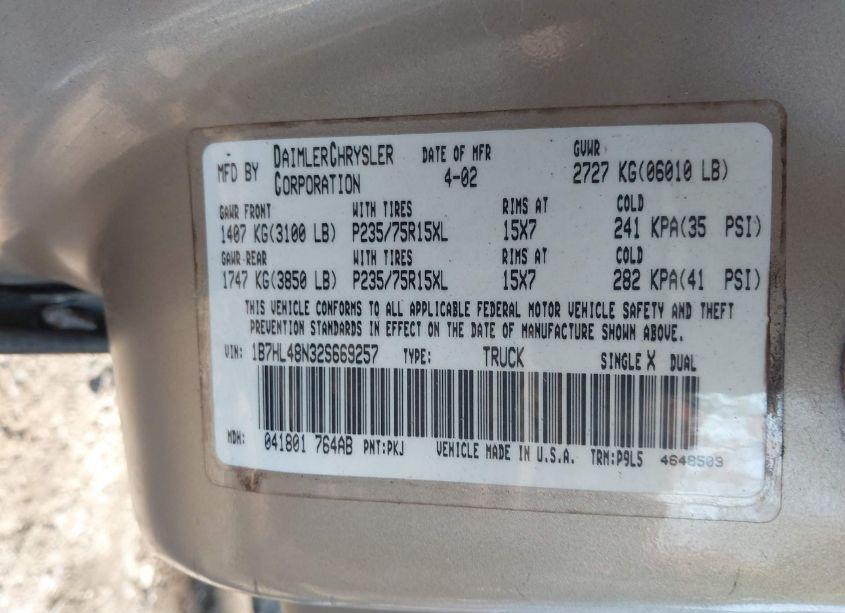 MFD BY DAIMLERCHRYSLER CORPORATION DATE OF MFR 4-02 GVWR 2727 KG(06010 LB)
GAWR FRONT WITH TIRES RIMS AT COLD
1407 KG(3100 LB) P235/75R15XL 15X7 241 KPA(35 PSI)
GAWR-REAR WITH TIRES RIMS AT COLD
1747 KG(3850 LB) P235/75R15XL 15X7 282 KPA(41 PSI)
THIS VEHICLE CONFORMS TO ALL APPLICABLE FEDERAL MOTOR VEHICLE SAFETY AND THEFT
PREVENTION STANDARDS IN EFFECT ON THE DATE OF MANUFACTURE SHOWN ABOVE.
VIN: 1B7HL48N32S669257 TYPE: TRUCK SINGLE X DUAL
MDH: 041801 764AB PNT:PKJ VEHICLE MADE IN U.S.A. TRM:P9L5 4648503